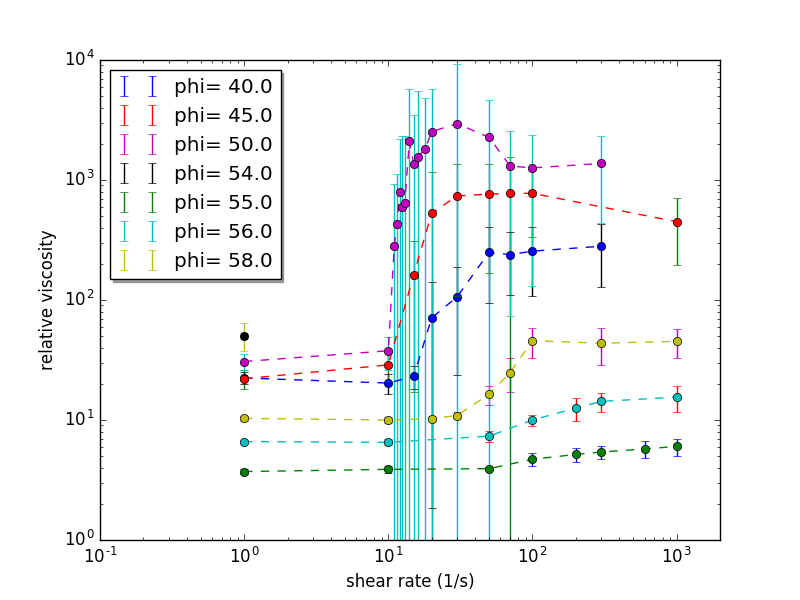 10^4
10^3
10^2
10^1
10^0
relative viscosity
phi= 40.0
phi= 45.0
phi= 50.0
phi= 54.0
phi= 55.0
phi= 56.0
phi= 58.0
10^-1
10^0
10^1
10^2
10^3
shear rate (1/s)